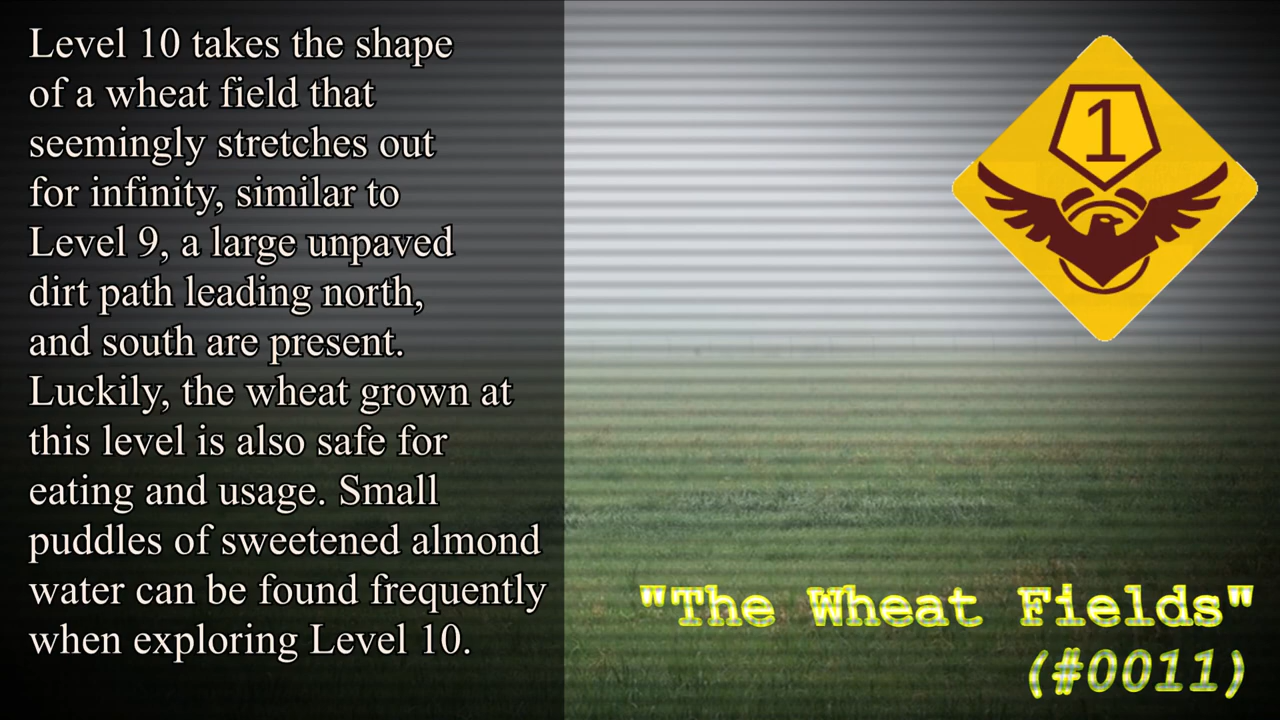 Level 10 takes the shape
of a wheat field that
seemingly stretches out
for infinity, similar to
Level 9, a large unpaved
dirt path leading north,
and south are present.
Luckily, the wheat grown at
this level is also safe for
eating and usage. Small
puddles of sweetened almond
water can be found frequently
when exploring Level 10.
1
"The Wheat Fields"
(#0011)